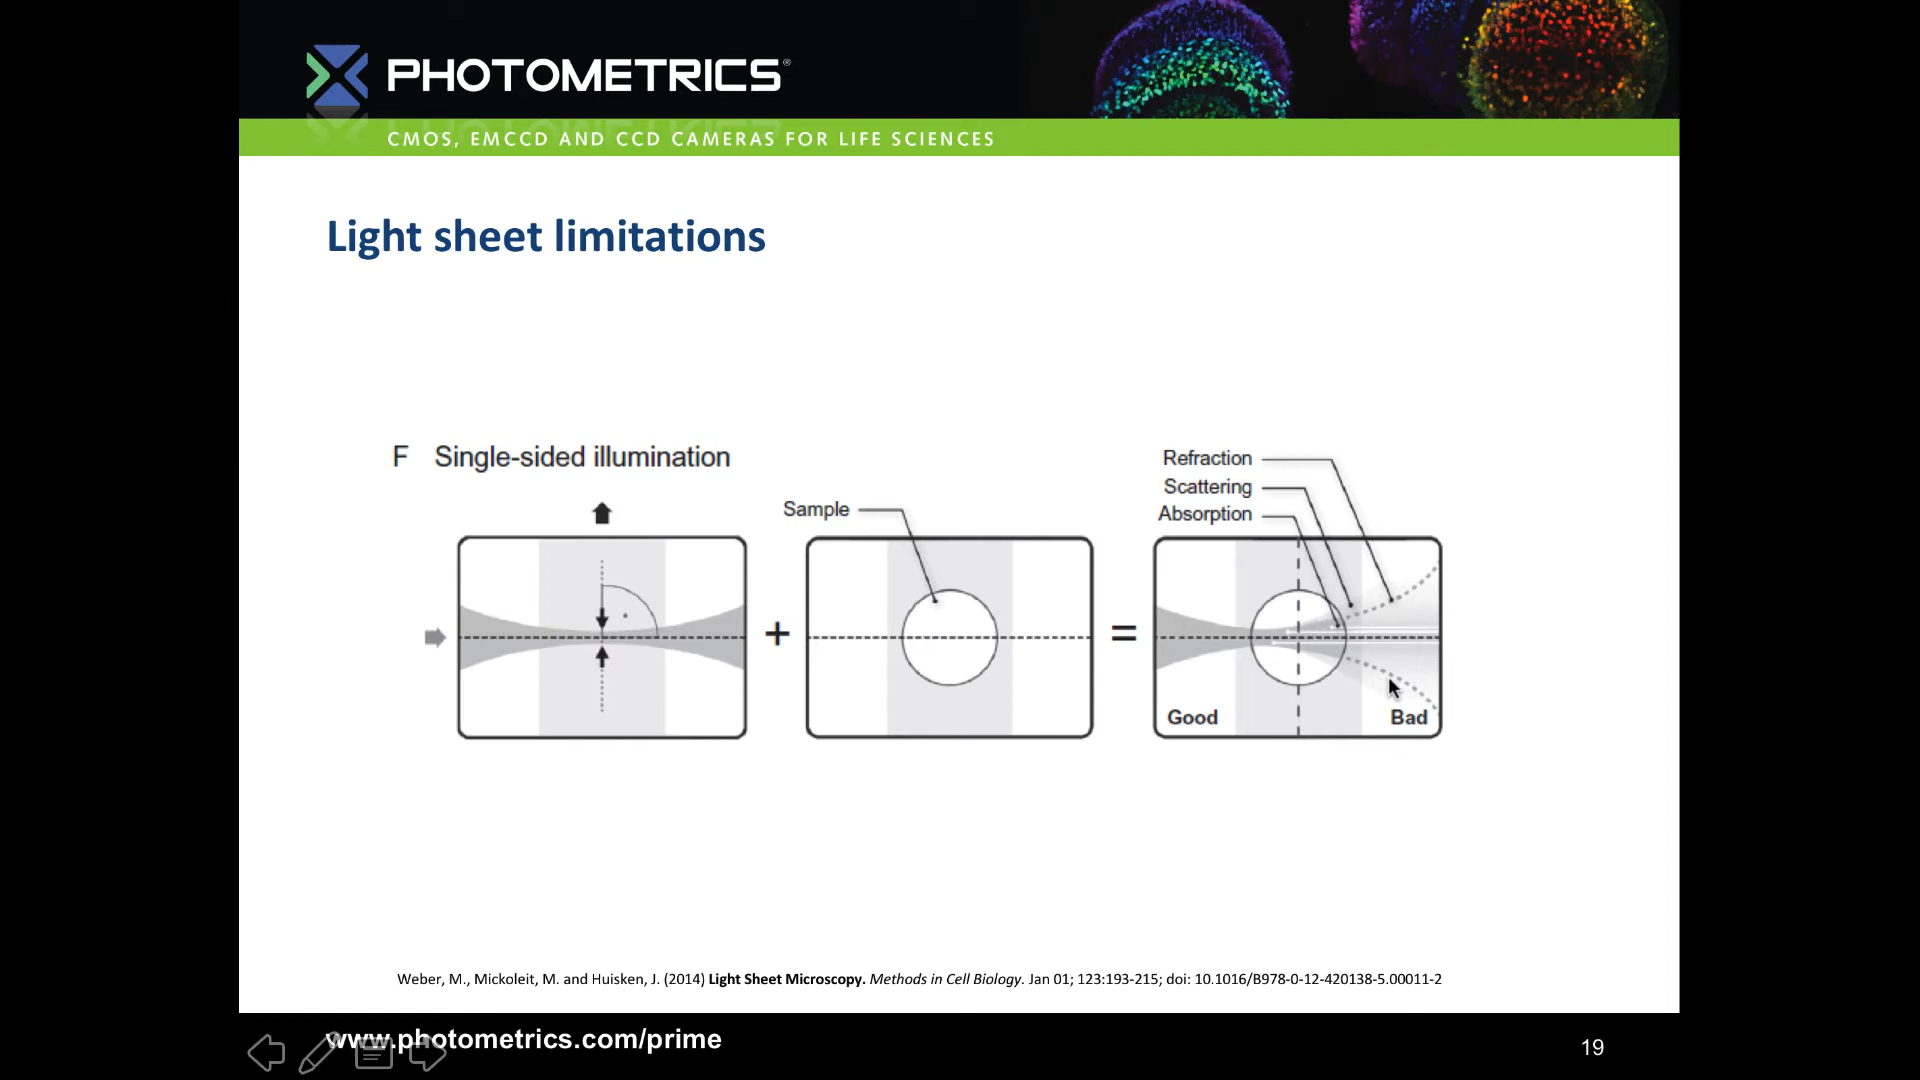 PHOTOMETRICS®
CMOS, EMCCD AND CCD CAMERAS FOR LIFE SCIENCES
Light sheet limitations
F Single-sided illumination
Sample
Refraction
Scattering
Absorption
+
=
Good
Bad
Weber, M., Mickoleit, M. and Huisken, J. (2014) Light Sheet Microscopy. Methods in Cell Biology. Jan 01; 123:193-215; doi: 10.1016/B978-0-12-420138-5.00011-2
www.photometrics.com/prime
19